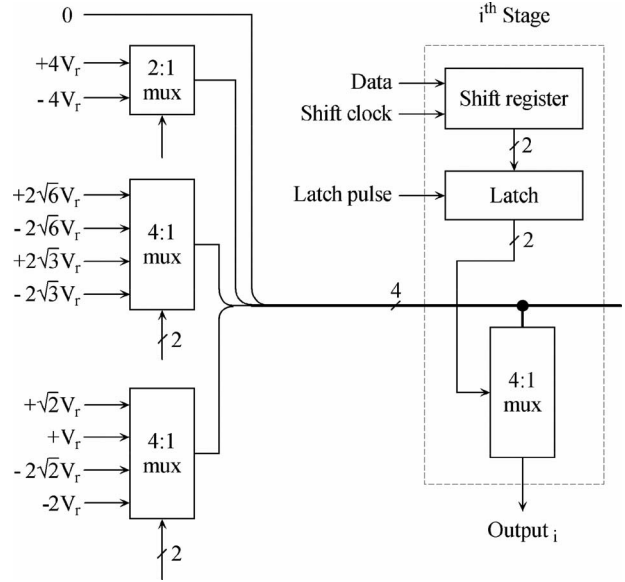 0
i^th Stage
+4V_r
- 4V_r
2:1
mux
Data
Shift clock
Shift register
2
Latch pulse
Latch
2
+2√6V_r
- 2√6V_r
+2√3V_r
- 2√3V_r
4:1
mux
2
4
4:1
mux
+√2V_r
+V_r
- 2√2V_r
-2V_r
4:1
mux
2
Output_i